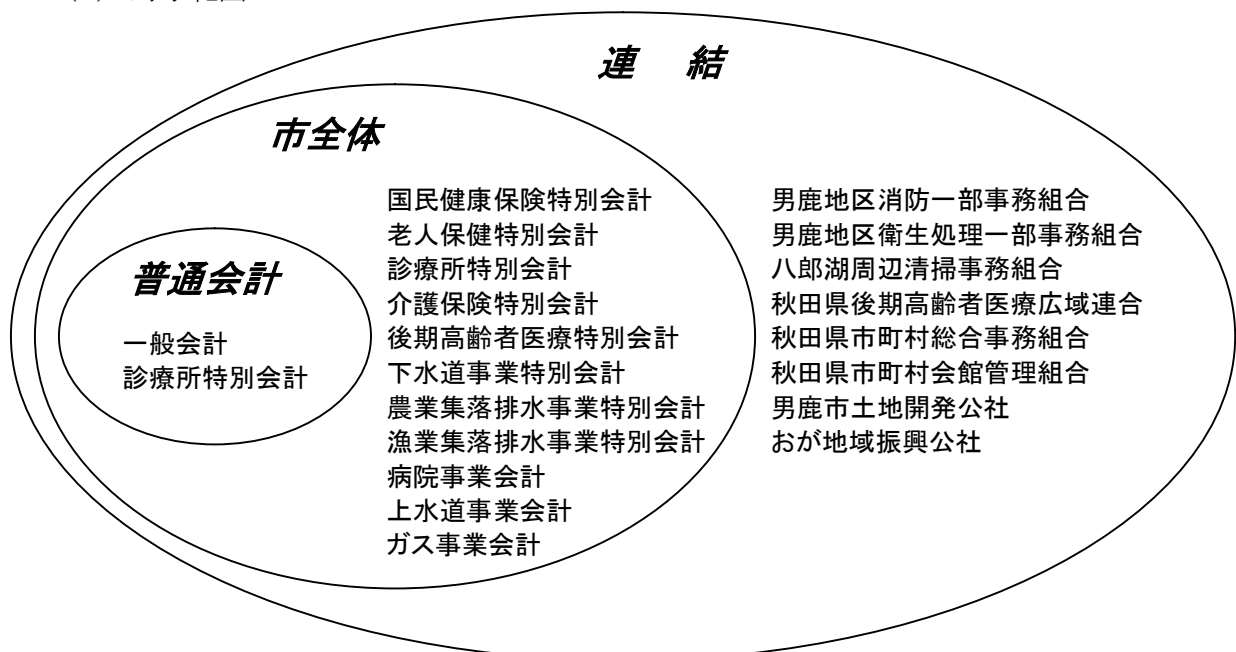 連 結
市全体
普通会計
一般会計
診療所特別会計
国民健康保険特別会計
老人保健特別会計
診療所特別会計
介護保険特別会計
後期高齢者医療特別会計
下水道事業特別会計
農業集落排水事業特別会計
漁業集落排水事業特別会計
病院事業会計
上水道事業会計
ガス事業会計
男鹿地区消防一部事務組合
男鹿地区衛生処理一部事務組合
八郎湖周辺清掃事務組合
秋田県後期高齢者医療広域連合
秋田県市町村総合事務組合
秋田県市町村会館管理組合
男鹿市土地開発公社
おが地域振興公社